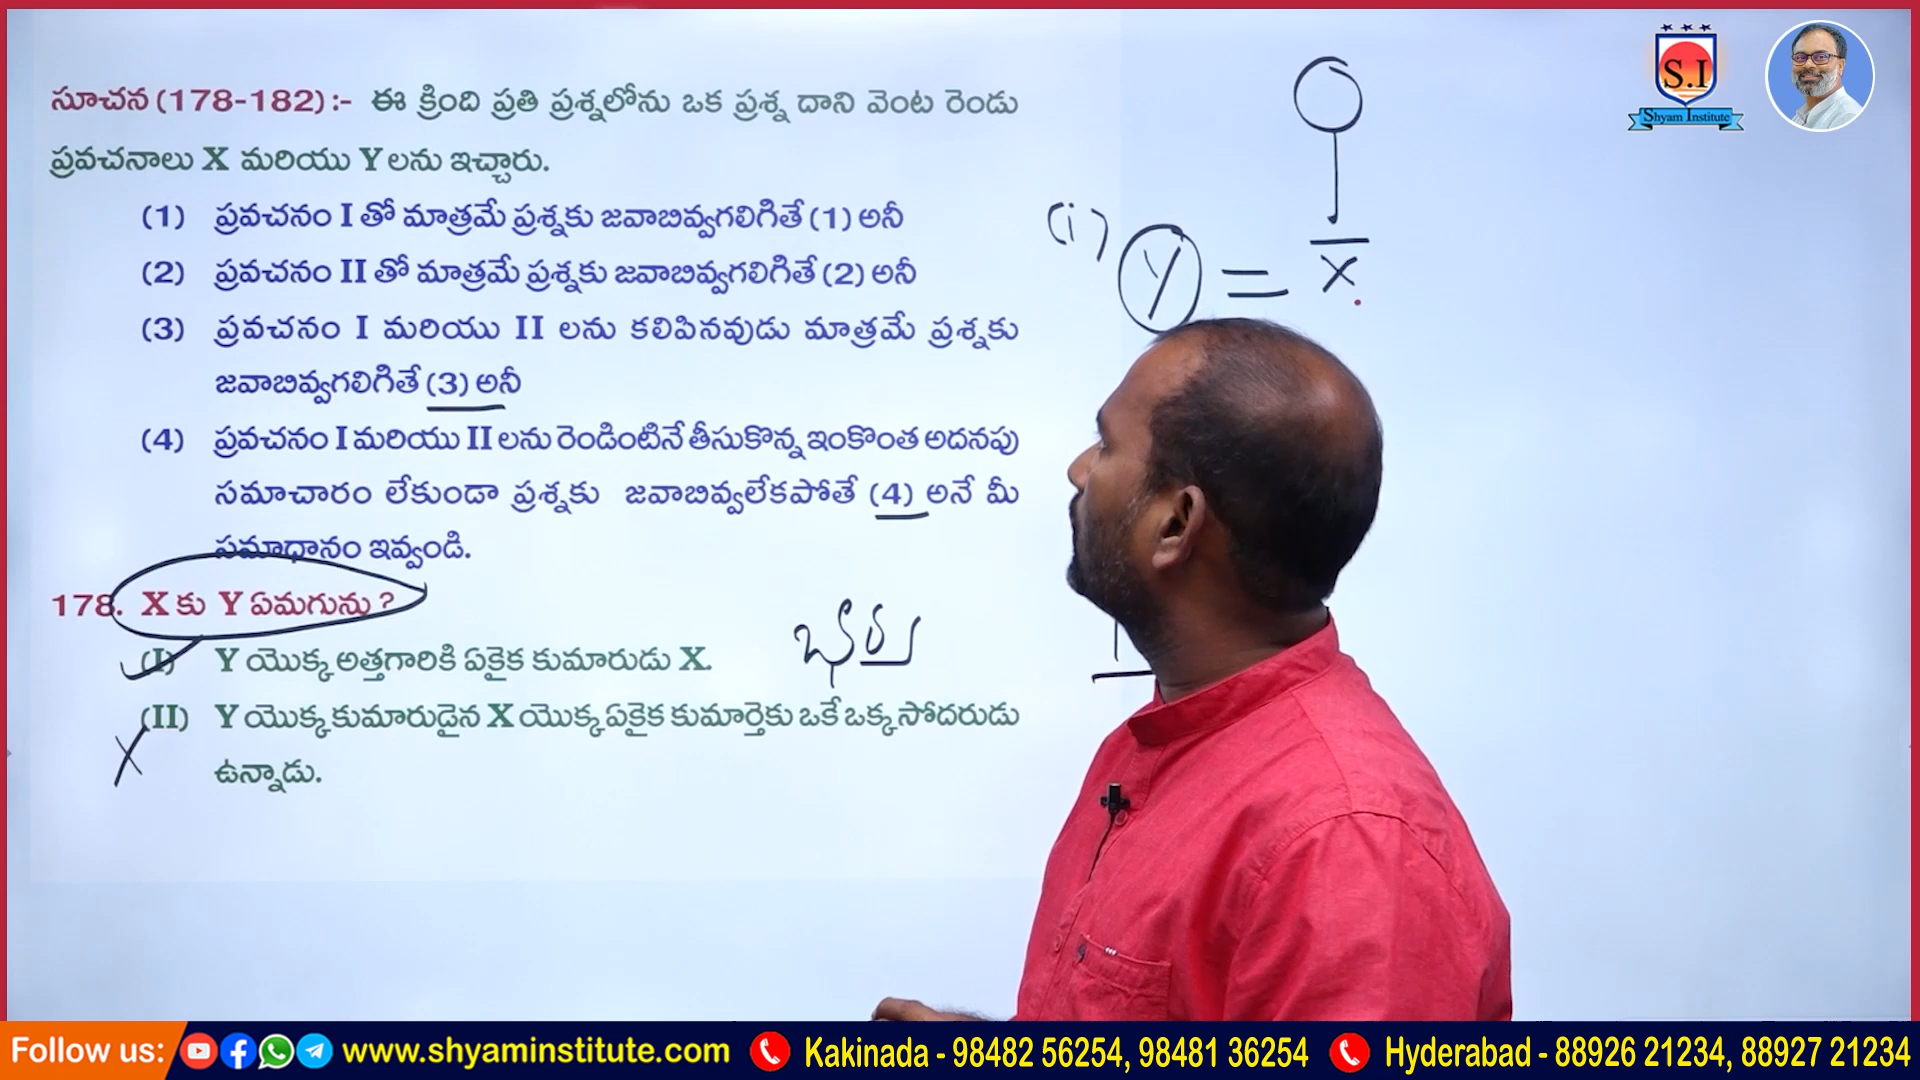 సూచన (178-182) :- ఈ క్రింది ప్రతి ప్రశ్నలోను ఒక ప్రశ్న దాని వెంట రెండు
ప్రవచనాలు X మరియు Y లను ఇచ్చారు.
(1) ప్రవచనం I తో మాత్రమే ప్రశ్నకు జవాబివ్వగలిగితే (1) అనీ
(2) ప్రవచనం II తో మాత్రమే ప్రశ్నకు జవాబివ్వగలిగితే (2) అనీ
(3) ప్రవచనం I మరియు II లను కలిపినవుడు మాత్రమే ప్రశ్నకు
జవాబివ్వగలిగితే (3) అనీ
(4) ప్రవచనం I మరియు II లను రెండింటినే తీసుకొన్న ఇంకొంత అదనపు
సమాచారం లేకుండా ప్రశ్నకు జవాబివ్వలేకపోతే (4) అనే మీ
సమాధానం ఇవ్వండి.
178. X కు Y ఏమగును ?
(I) Y యొక్క అత్తగారికి ఏకైక కుమారుడు X.
(II) Y యొక్క కుమారుడైన X యొక్క ఏకైక కుమార్తెకు ఒకే ఒక్క సోదరుడు
ఉన్నాడు.
(i) Y = X
S.I
Shyam Institute
Follow us: www.shyaminstitute.com Kakinada - 98482 56254, 98481 36254 Hyderabad - 88926 21234, 88927 21234